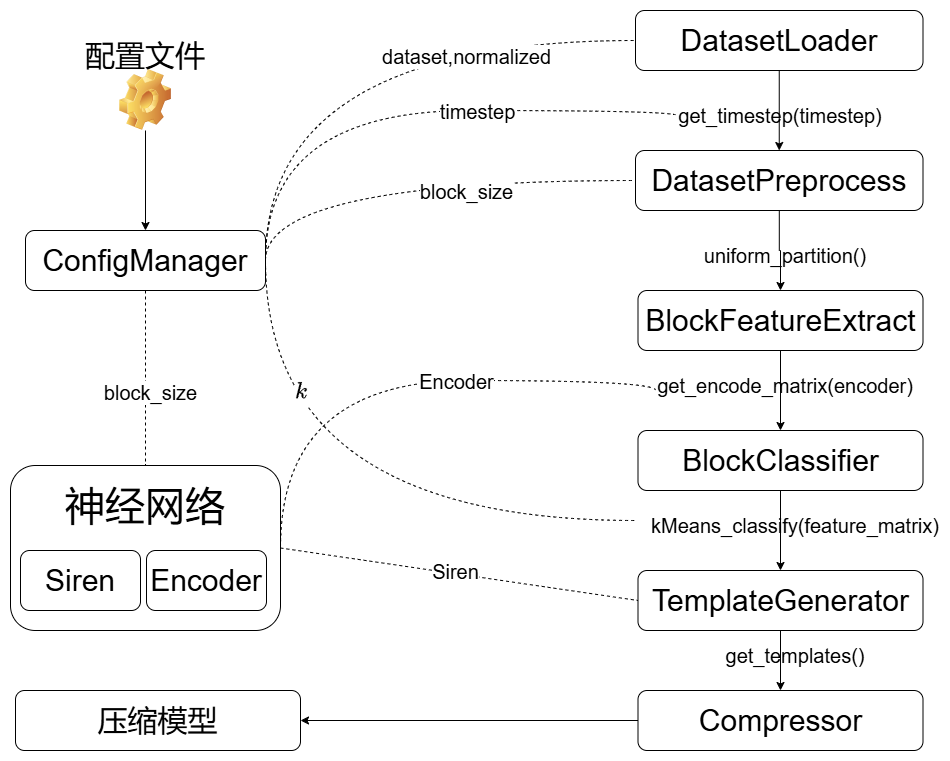 配置文件
DatasetLoader
dataset,normalized
timestep
get_timestep(timestep)
DatasetPreprocess
block_size
ConfigManager
uniform_partition()
BlockFeatureExtract
k
Encoder
get_encode_matrix(encoder)
block_size
BlockClassifier
神经网络
kMeans_classify(feature_matrix)
Siren
Encoder
Siren
TemplateGenerator
get_templates()
压缩模型
Compressor